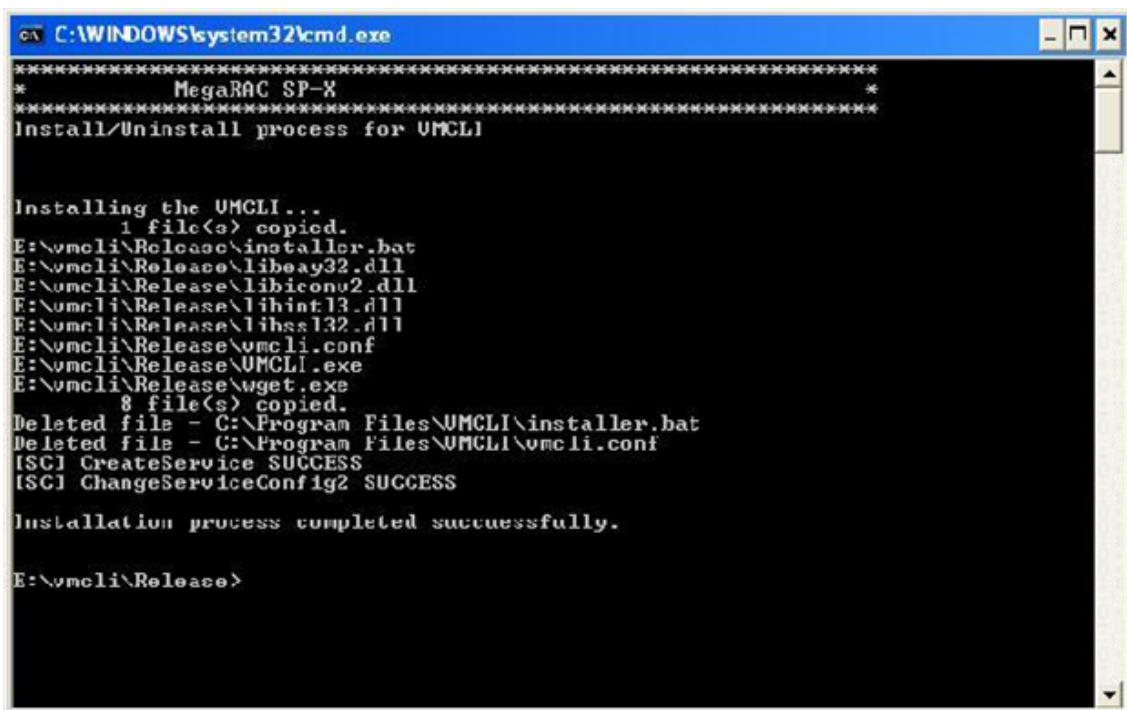 C:\WINDOWS\system32\cmd.exe
******************************************************************
* MegaRAC SP-X *
******************************************************************
Install/Uninstall process for VMCLI
Installing the VMCLI...
1 file(s) copied.
E:\vmcli\Release\installer.bat
E:\vmcli\Release\libeay32.dll
E:\vmcli\Release\libiconv2.dll
E:\vmcli\Release\libintl3.dll
E:\vmcli\Release\libssl32.dll
E:\vmcli\Release\vmcli.conf
E:\vmcli\Release\VMCLI.exe
E:\vmcli\Release\wget.exe
8 file(s) copied.
Deleted file - C:\Program Files\VMCLI\installer.bat
Deleted file - C:\Program Files\VMCLI\vmcli.conf
[SC] CreateService SUCCESS
[SC] ChangeServiceConfig2 SUCCESS
Installation process completed succuessfully.
E:\vmcli\Release>